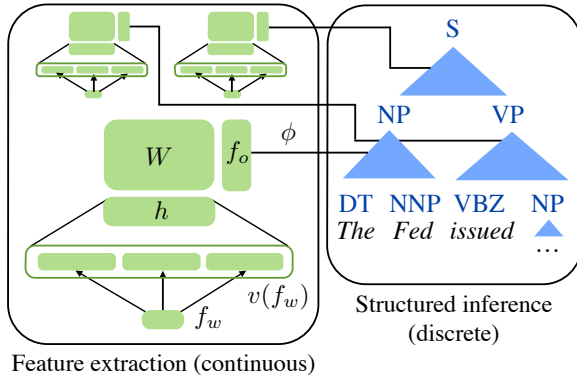 S
NP VP
W f_o ϕ
h
DT NNP VBZ NP
The Fed issued
...
v(f_w)
f_w
Structured inference
(discrete)
Feature extraction (continuous)